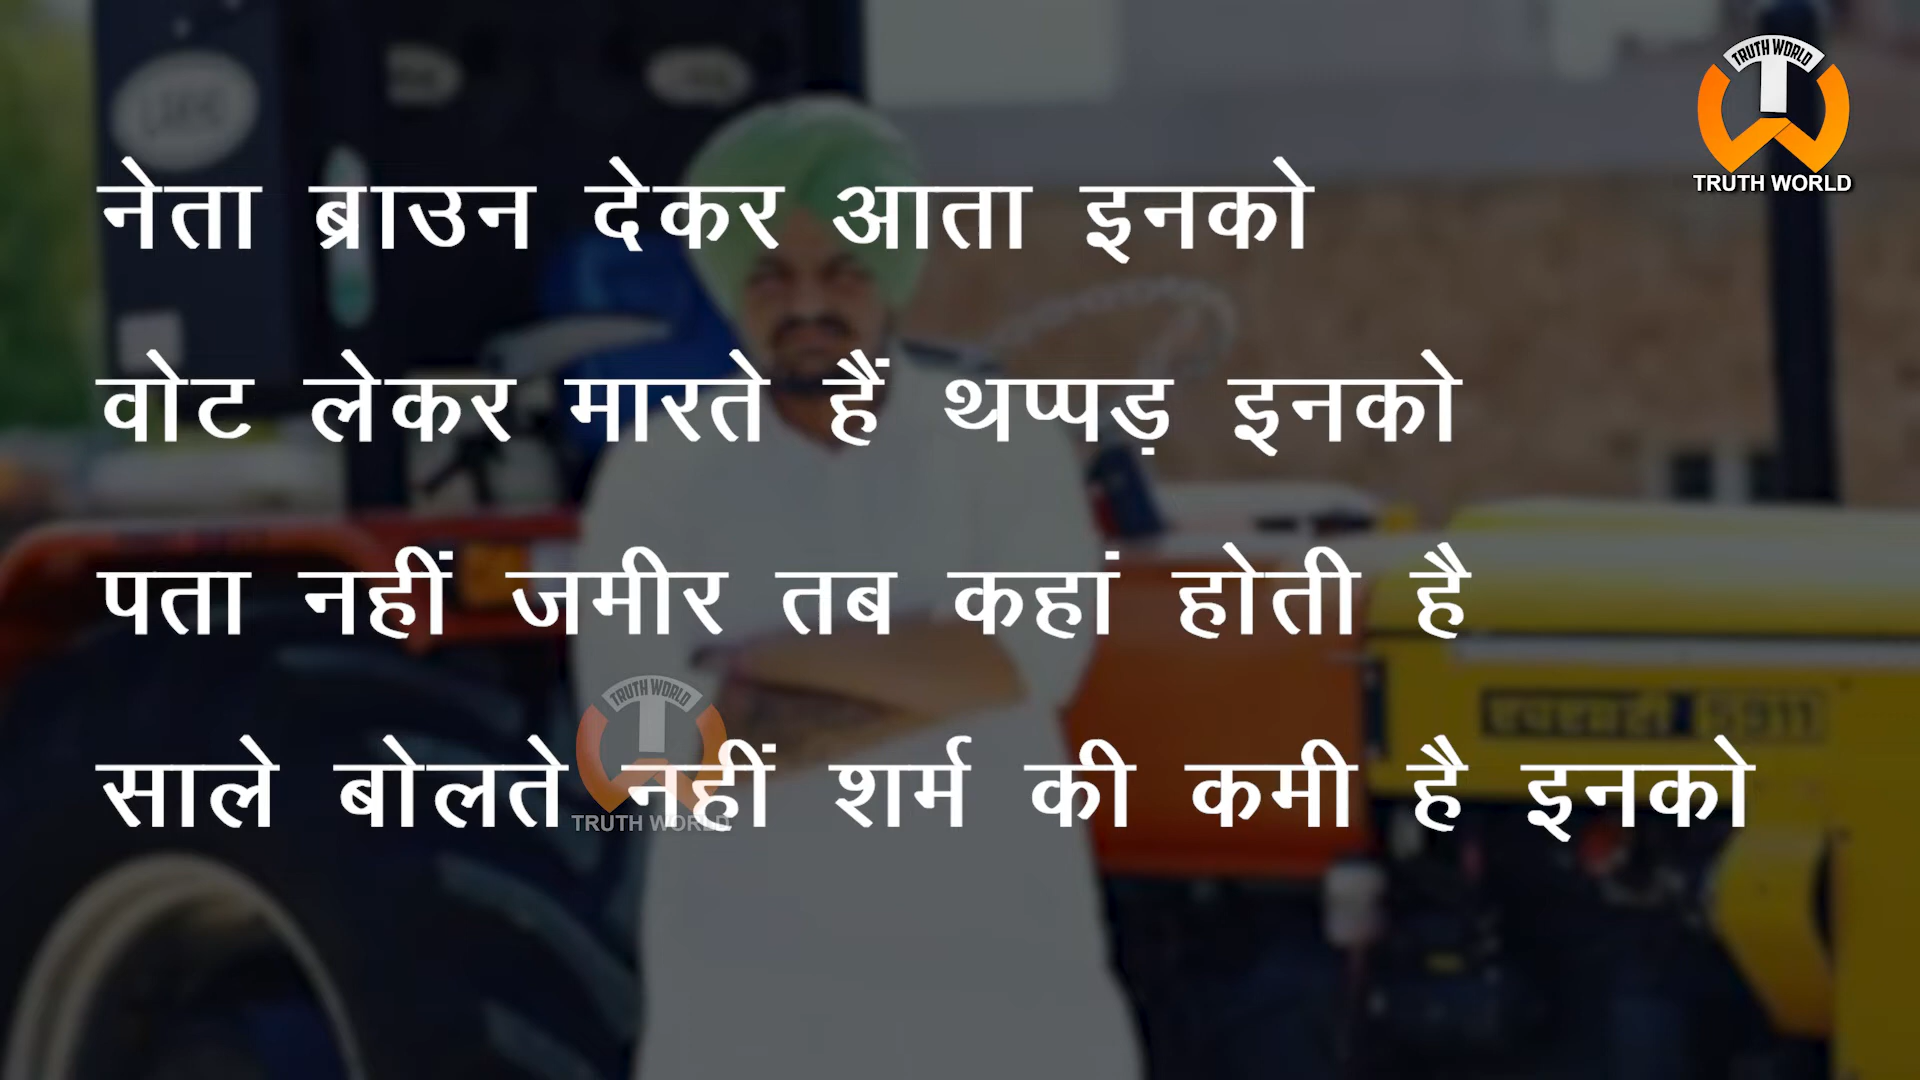 TRUTH WORLD
TRUTH WORLD
नेता ब्राउन देकर आता इनको
वोट लेकर मारते हैं थप्पड़ इनको
पता नहीं जमीर तब कहां होती है
साले बोलते नहीं शर्म की कमी है इनको
TRUTH WORLD
TRUTH WORLD
5911